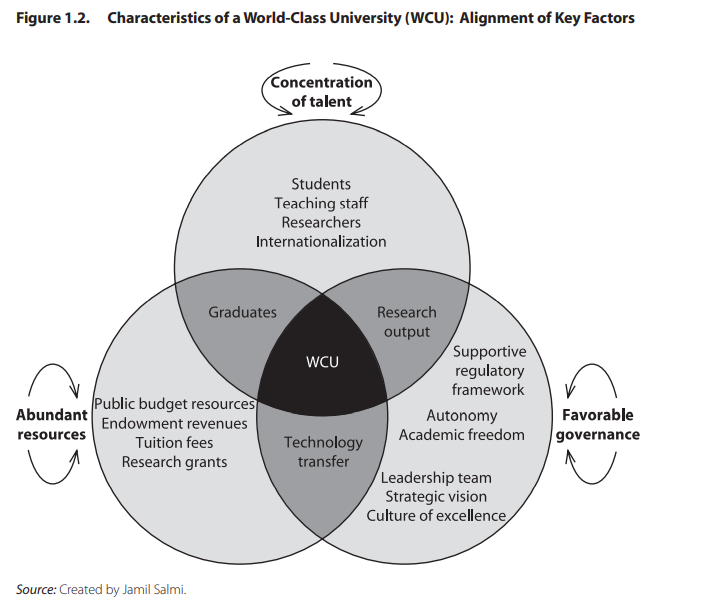 Figure 1.2. Characteristics of a World-Class University (WCU): Alignment of Key Factors
Concentration
of talent
Students
Teaching staff
Researchers
Internationalization
Graduates
Research
output
WCU
Supportive
regulatory
framework
Abundant
resources
Public budget resources
Endowment revenues
Tuition fees
Research grants
Autonomy
Academic freedom
Favorable
governance
Technology
transfer
Leadership team
Strategic vision
Culture of excellence
Source: Created by Jamil Salmi.